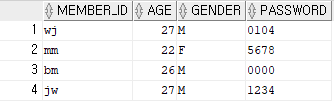 MEMBER_ID AGE GENDER PASSWORD
1 wj 27 M 0104
2 mm 22 F 5678
3 bm 26 M 0000
4 jw 27 M 1234